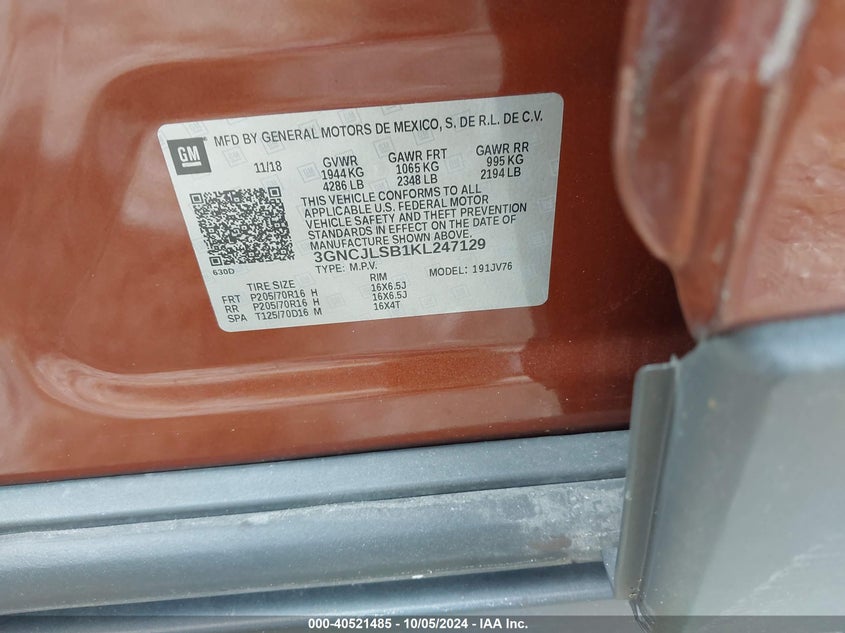 GM
MFD BY GENERAL MOTORS DE MEXICO, S. DE R.L. DE C.V.
11/18 GVWR GAWR FRT GAWR RR
1944 KG 1065 KG 995 KG
4286 LB 2348 LB 2194 LB
THIS VEHICLE CONFORMS TO ALL
APPLICABLE U.S. FEDERAL MOTOR
VEHICLE SAFETY AND THEFT PREVENTION
STANDARDS IN EFFECT ON THE DATE OF
MANUFACTURE SHOWN ABOVE.
3GNCJLSB1KL247129
630D TYPE: M.P.V. MODEL: 191JV76
TIRE SIZE RIM
FRT P205/70R16 H 16X6.5J
RR P205/70R16 H 16X6.5J
SPA T125/70D16 M 16X4T
000-40521485 - 10/05/2024 - IAA Inc.